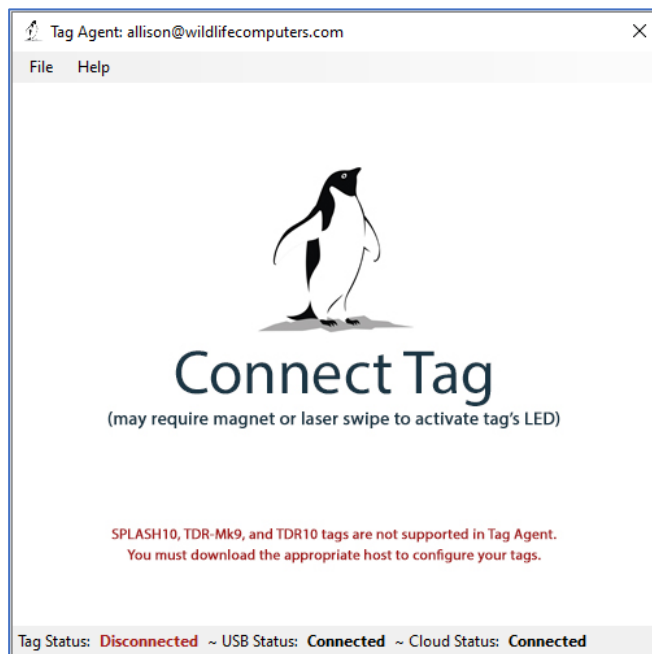 Tag Agent: allison@wildlifecomputers.com
File Help
Connect Tag
(may require magnet or laser swipe to activate tag's LED)
SPLASH10, TDR-Mk9, and TDR10 tags are not supported in Tag Agent.
You must download the appropriate host to configure your tags.
Tag Status: Disconnected ~ USB Status: Connected ~ Cloud Status: Connected